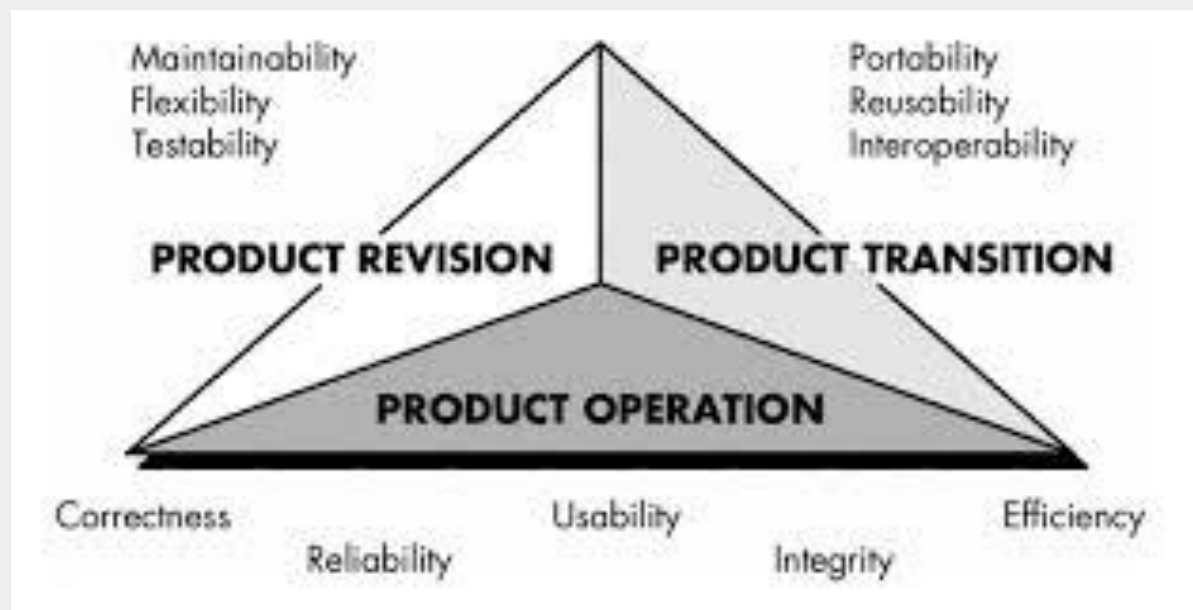 Maintainability
Flexibility
Testability
Portability
Reusability
Interoperability
PRODUCT REVISION
PRODUCT TRANSITION
PRODUCT OPERATION
Correctness
Usability
Efficiency
Reliability
Integrity